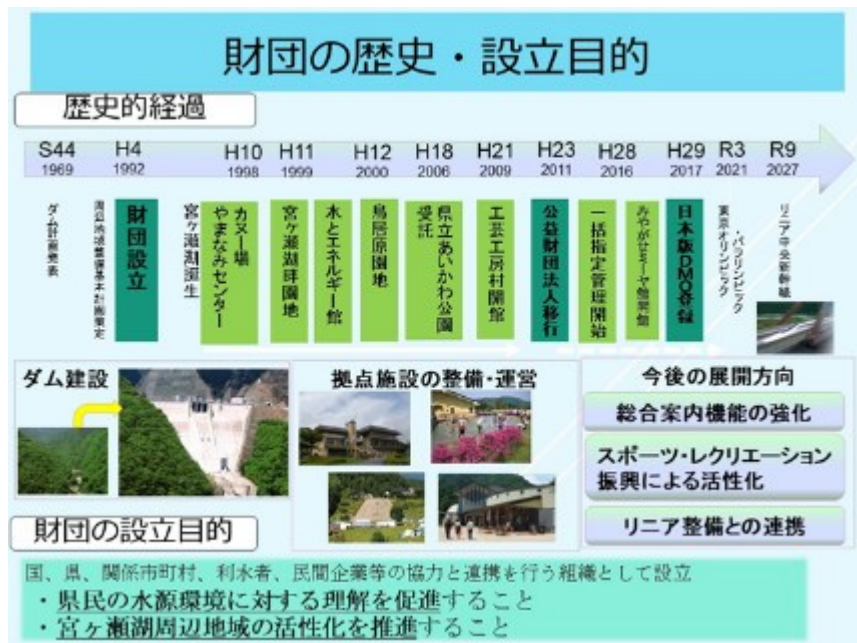 財団の歴史・設立目的
歴史的経過
S44 H4 H10 H11 H12 H18 H21 H23 H28 H29 R3 R9
1969 1992 1998 1999 2000 2006 2009 2011 2016 2017 2021 2027
ダム計画発表
周辺地域整備基本計画策定
財団設立
宮ヶ瀬湖誕生
カヌー場
やまなみセンター
宮ヶ瀬湖畔園地
水とエネルギー館
鳥居原園地
県立あいかわ公園
受託
工芸工房村開館
公益財団法人移行
一括指定管理開始
みやがせミーヤ館開館
日本版DMO登録
東京オリンピック
・パラリンピック
リニア中央新幹線
ダム建設
拠点施設の整備・運営
今後の展開方向
総合案内機能の強化
スポーツ・レクリエーション
振興による活性化
リニア整備との連携
財団の設立目的
国、県、関係市町村、利水者、民間企業等の協力と連携を行う組織として設立
・県民の水源環境に対する理解を促進すること
・宮ヶ瀬湖周辺地域の活性化を推進すること